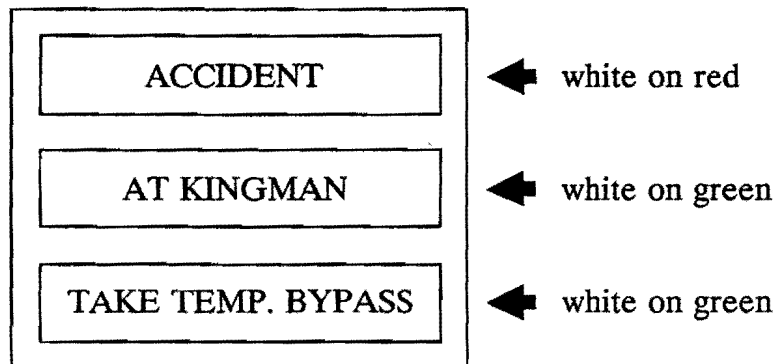 ACCIDENT white on red
AT KINGMAN white on green
TAKE TEMP. BYPASS white on green